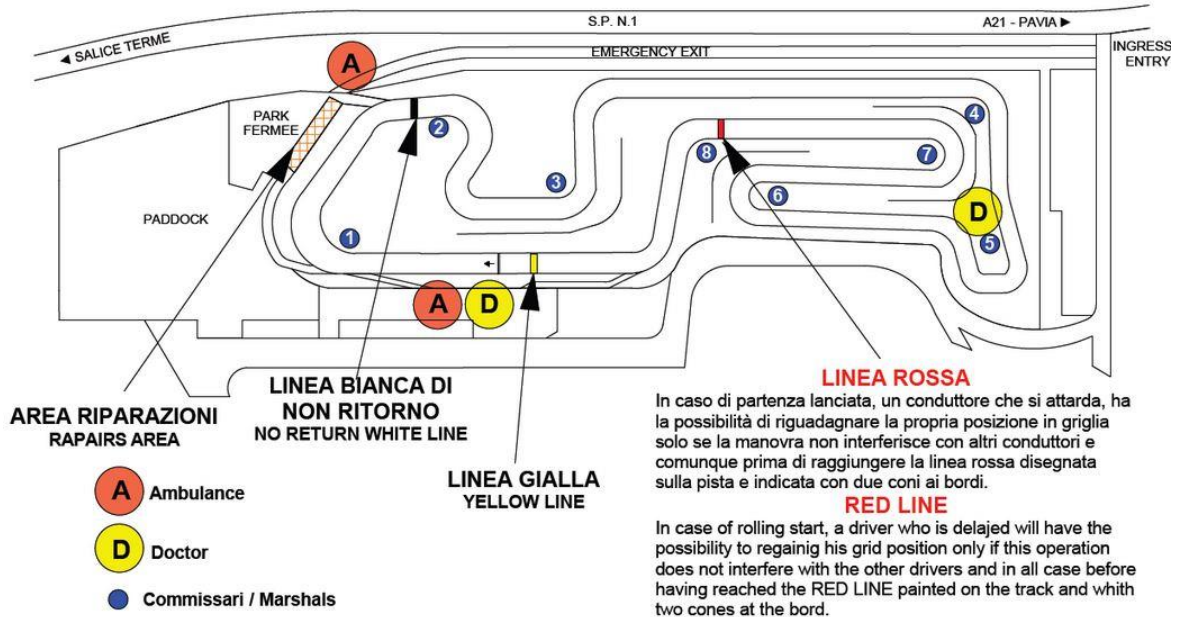 S.P. N.1
A21 - PAVIA ▶
◀ SALICE TERME
EMERGENCY EXIT
INGRESS
ENTRY
A
PARK
FERMEE
PADDOCK
1
2
3
4
5
6
7
8
D
A
D
AREA RIPARAZIONI
RAPAIRS AREA
LINEA BIANCA DI
NON RITORNO
NO RETURN WHITE LINE
LINEA GIALLA
YELLOW LINE
A Ambulance
D Doctor
Commissari / Marshals
LINEA ROSSA
In caso di partenza lanciata, un conduttore che si attarda, ha
la possibilità di riguadagnare la propria posizione in griglia
solo se la manovra non interferisce con altri conduttori e
comunque prima di raggiungere la linea rossa disegnata
sulla pista e indicata con due coni ai bordi.
RED LINE
In case of rolling start, a driver who is delajed will have the
possibility to regainig his grid position only if this operation
does not interfere with the other drivers and in all case before
having reached the RED LINE painted on the track and whith
two cones at the bord.